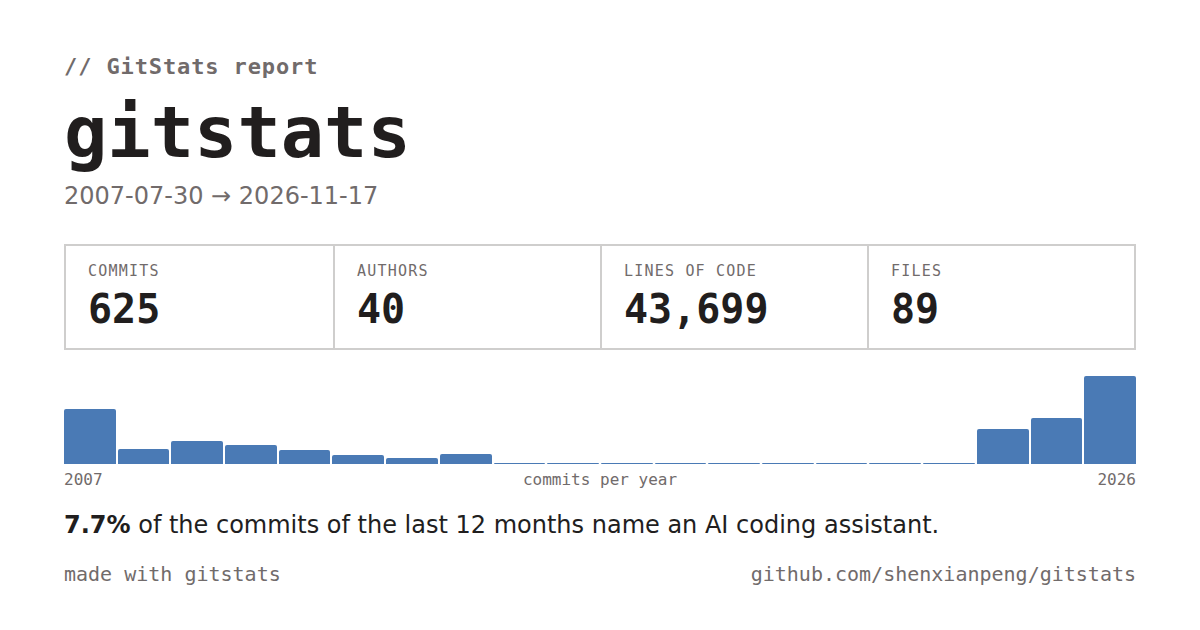 // GitStats report
gitstats
2007-07-30 → 2026-11-17
COMMITS AUTHORS LINES OF CODE FILES
625 40 43,699 89
2007 commits per year 2026
7.7% of the commits of the last 12 months name an AI coding assistant.
made with gitstats github.com/shenxianpeng/gitstats